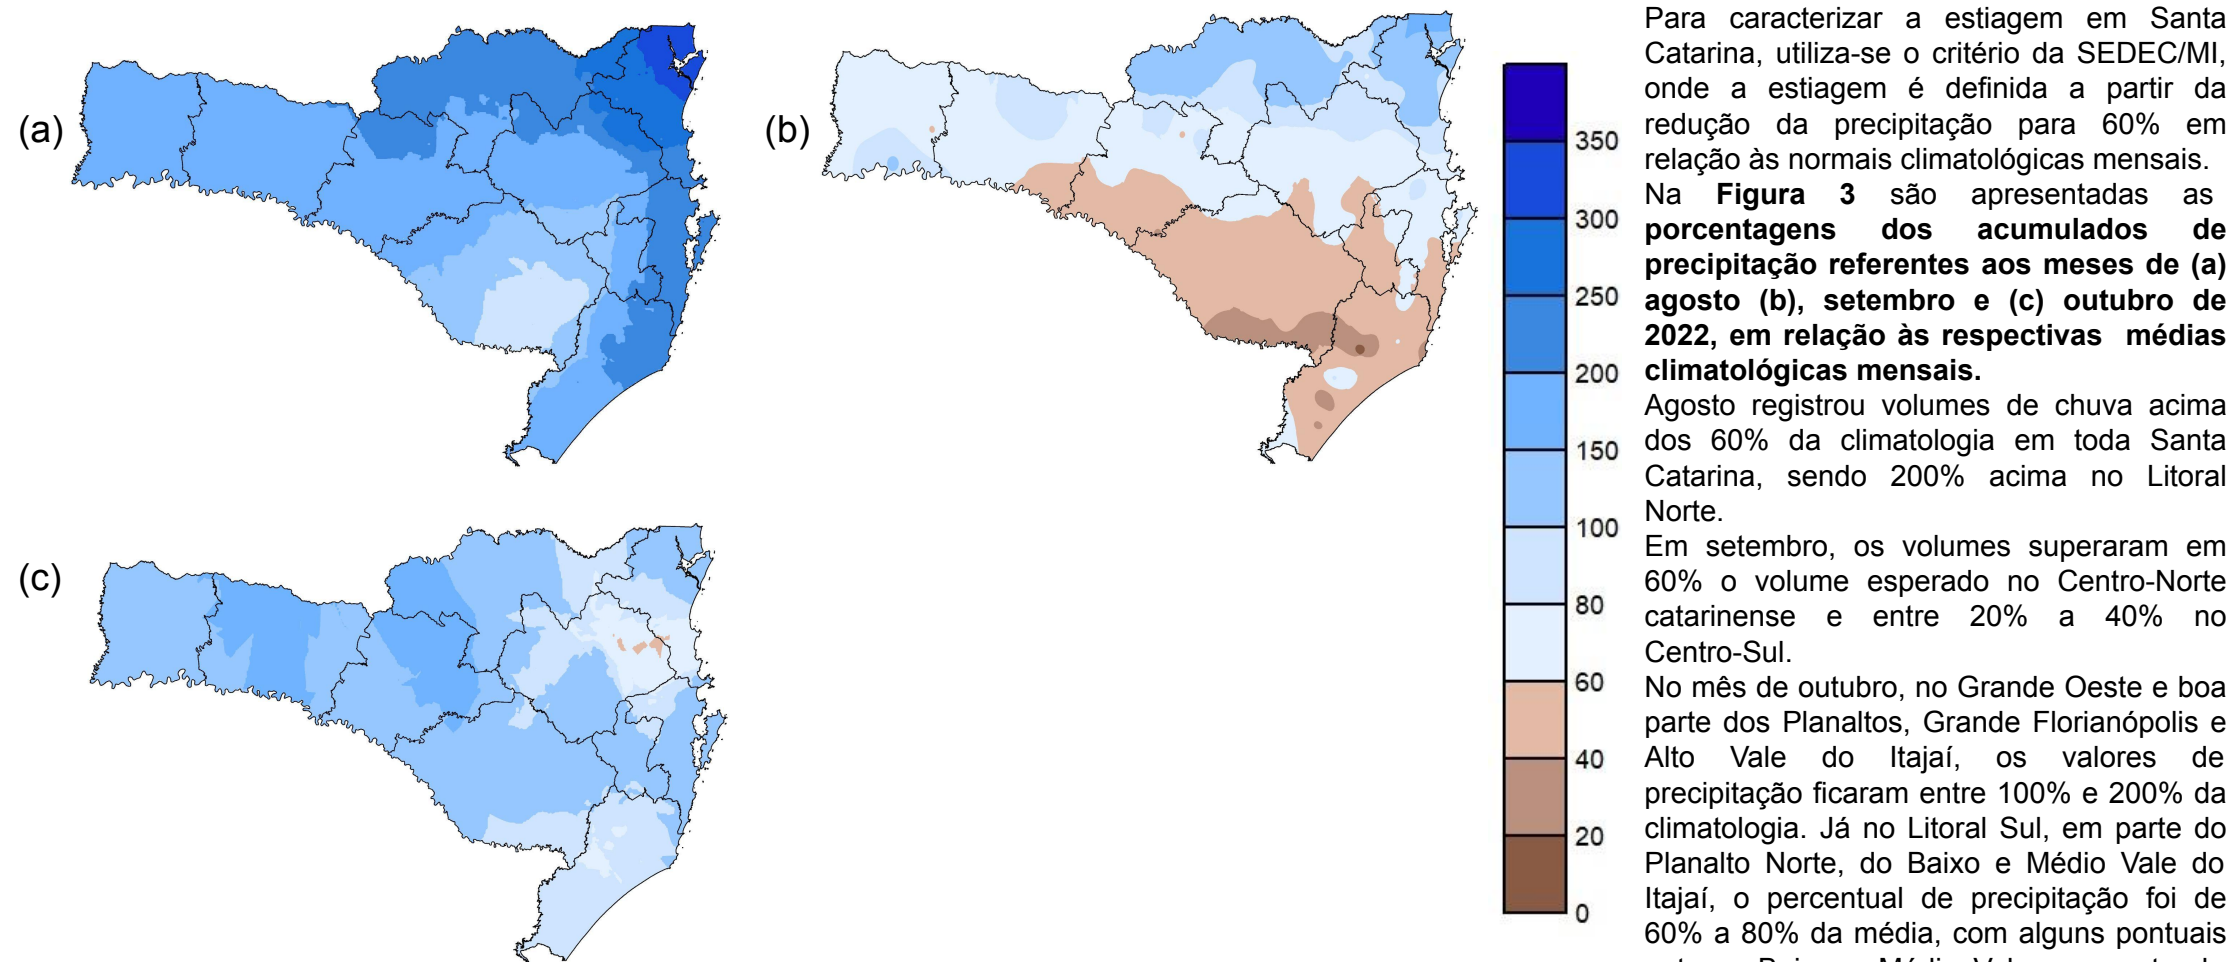 (a)
(b)
(c)
350
300
250
200
150
100
80
60
40
20
0
Para caracterizar a estiagem em Santa
Catarina, utiliza-se o critério da SEDEC/MI,
onde a estiagem é definida a partir da
redução da precipitação para 60% em
relação às normais climatológicas mensais.
Na Figura 3 são apresentadas as
porcentagens dos acumulados de
precipitação referentes aos meses de (a)
agosto (b), setembro e (c) outubro de
2022, em relação às respectivas médias
climatológicas mensais.
Agosto registrou volumes de chuva acima
dos 60% da climatologia em toda Santa
Catarina, sendo 200% acima no Litoral
Norte.
Em setembro, os volumes superaram em
60% o volume esperado no Centro-Norte
catarinense e entre 20% a 40% no
Centro-Sul.
No mês de outubro, no Grande Oeste e boa
parte dos Planaltos, Grande Florianópolis e
Alto Vale do Itajaí, os valores de
precipitação ficaram entre 100% e 200% da
climatologia. Já no Litoral Sul, em parte do
Planalto Norte, do Baixo e Médio Vale do
Itajaí, o percentual de precipitação foi de
60% a 80% da média, com alguns pontuais